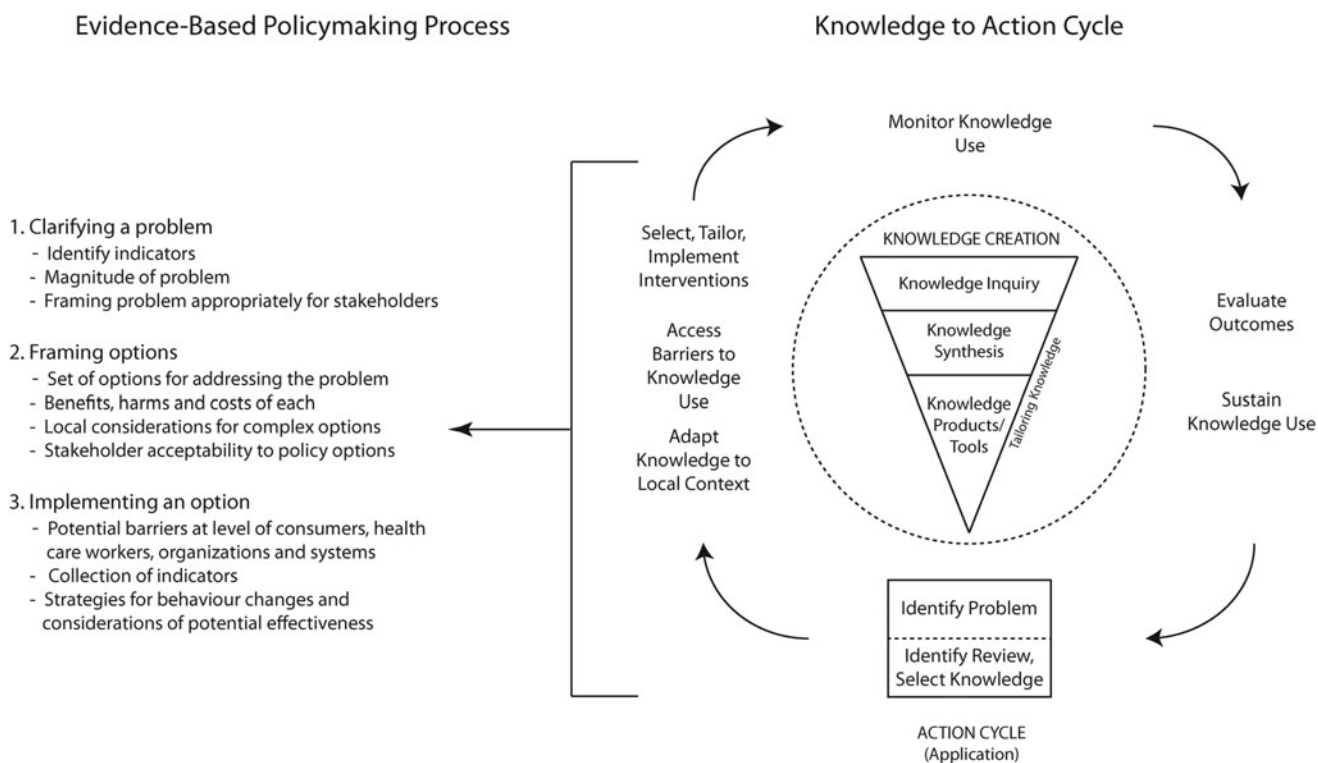 Evidence-Based Policymaking Process
Knowledge to Action Cycle
1. Clarifying a problem
- Identify indicators
- Magnitude of problem
- Framing problem appropriately for stakeholders
2. Framing options
- Set of options for addressing the problem
- Benefits, harms and costs of each
- Local considerations for complex options
- Stakeholder acceptability to policy options
3. Implementing an option
- Potential barriers at level of consumers, health
care workers, organizations and systems
- Collection of indicators
- Strategies for behaviour changes and
considerations of potential effectiveness
Monitor Knowledge
Use
Select, Tailor,
Implement
Interventions
Access
Barriers to
Knowledge
Use
Adapt
Knowledge to
Local Context
KNOWLEDGE CREATION
Knowledge Inquiry
Knowledge
Synthesis
Knowledge
Products/
Tools
Tailoring Knowledge
Evaluate
Outcomes
Sustain
Knowledge Use
Identify Problem
Identify Review,
Select Knowledge
ACTION CYCLE
(Application)